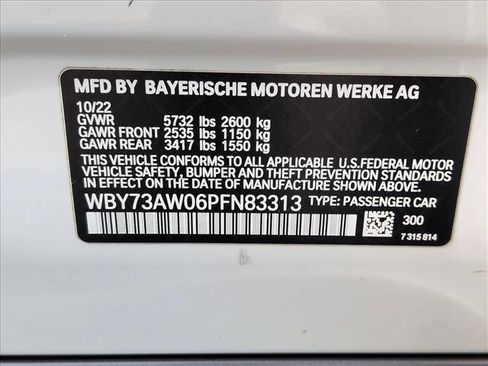 MFD BY BAYERISCHE MOTOREN WERKE AG
10/22
GVWR 5732 lbs 2600 kg
GAWR FRONT 2535 lbs 1150 kg
GAWR REAR 3417 lbs 1550 kg
THIS VEHICLE CONFORMS TO ALL APPLICABLE U.S.FEDERAL MOTOR
VEHICLE SAFETY, BUMPER AND THEFT PREVENTION STANDARDS
IN EFFECT ON THE DATE OF MANUFACTURE SHOWN ABOVE.
WBY73AW06PFN83313 TYPE: PASSENGER CAR
300
7 315 814